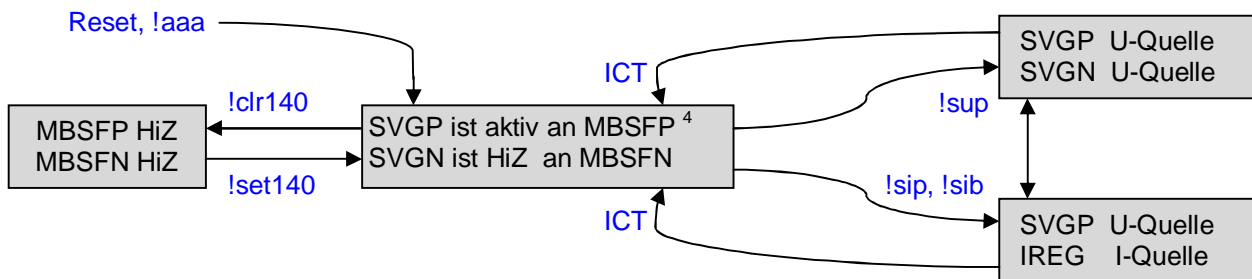 Reset, !aaa
SVGP U-Quelle
SVGN U-Quelle
ICT
!clr140
!sup
MBSFP HiZ
MBSFN HiZ
SVGP ist aktiv an MBSFP 4
SVGN ist HiZ an MBSFN
!set140
!sip, !sib
ICT
SVGP U-Quelle
IREG I-Quelle